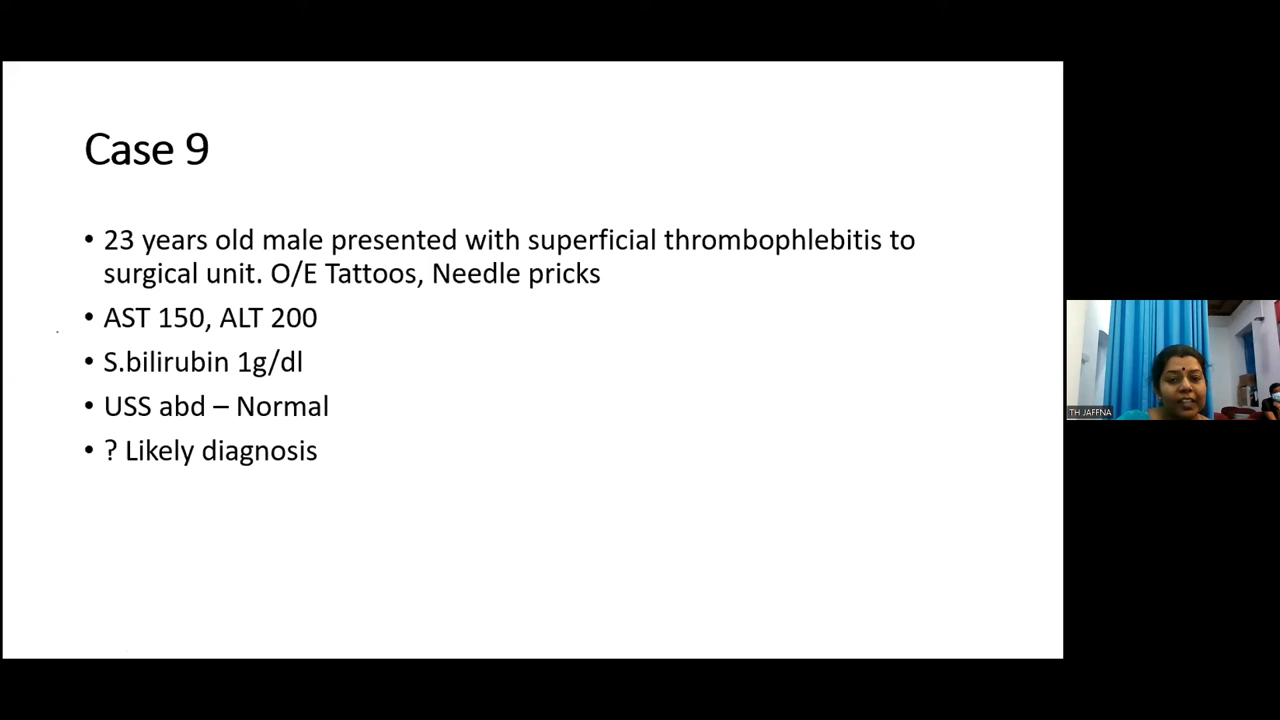 Case 9
• 23 years old male presented with superficial thrombophlebitis to
surgical unit. O/E Tattoos, Needle pricks
• AST 150, ALT 200
• S.bilirubin 1g/dl
• USS abd – Normal
• ? Likely diagnosis
TH JAFFNA